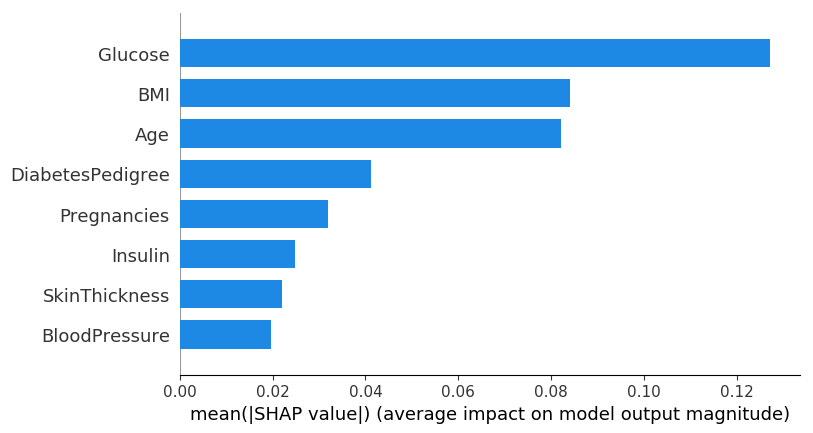 Glucose
BMI
Age
DiabetesPedigree
Pregnancies
Insulin
SkinThickness
BloodPressure
0.00 0.02 0.04 0.06 0.08 0.10 0.12
mean(|SHAP value|) (average impact on model output magnitude)